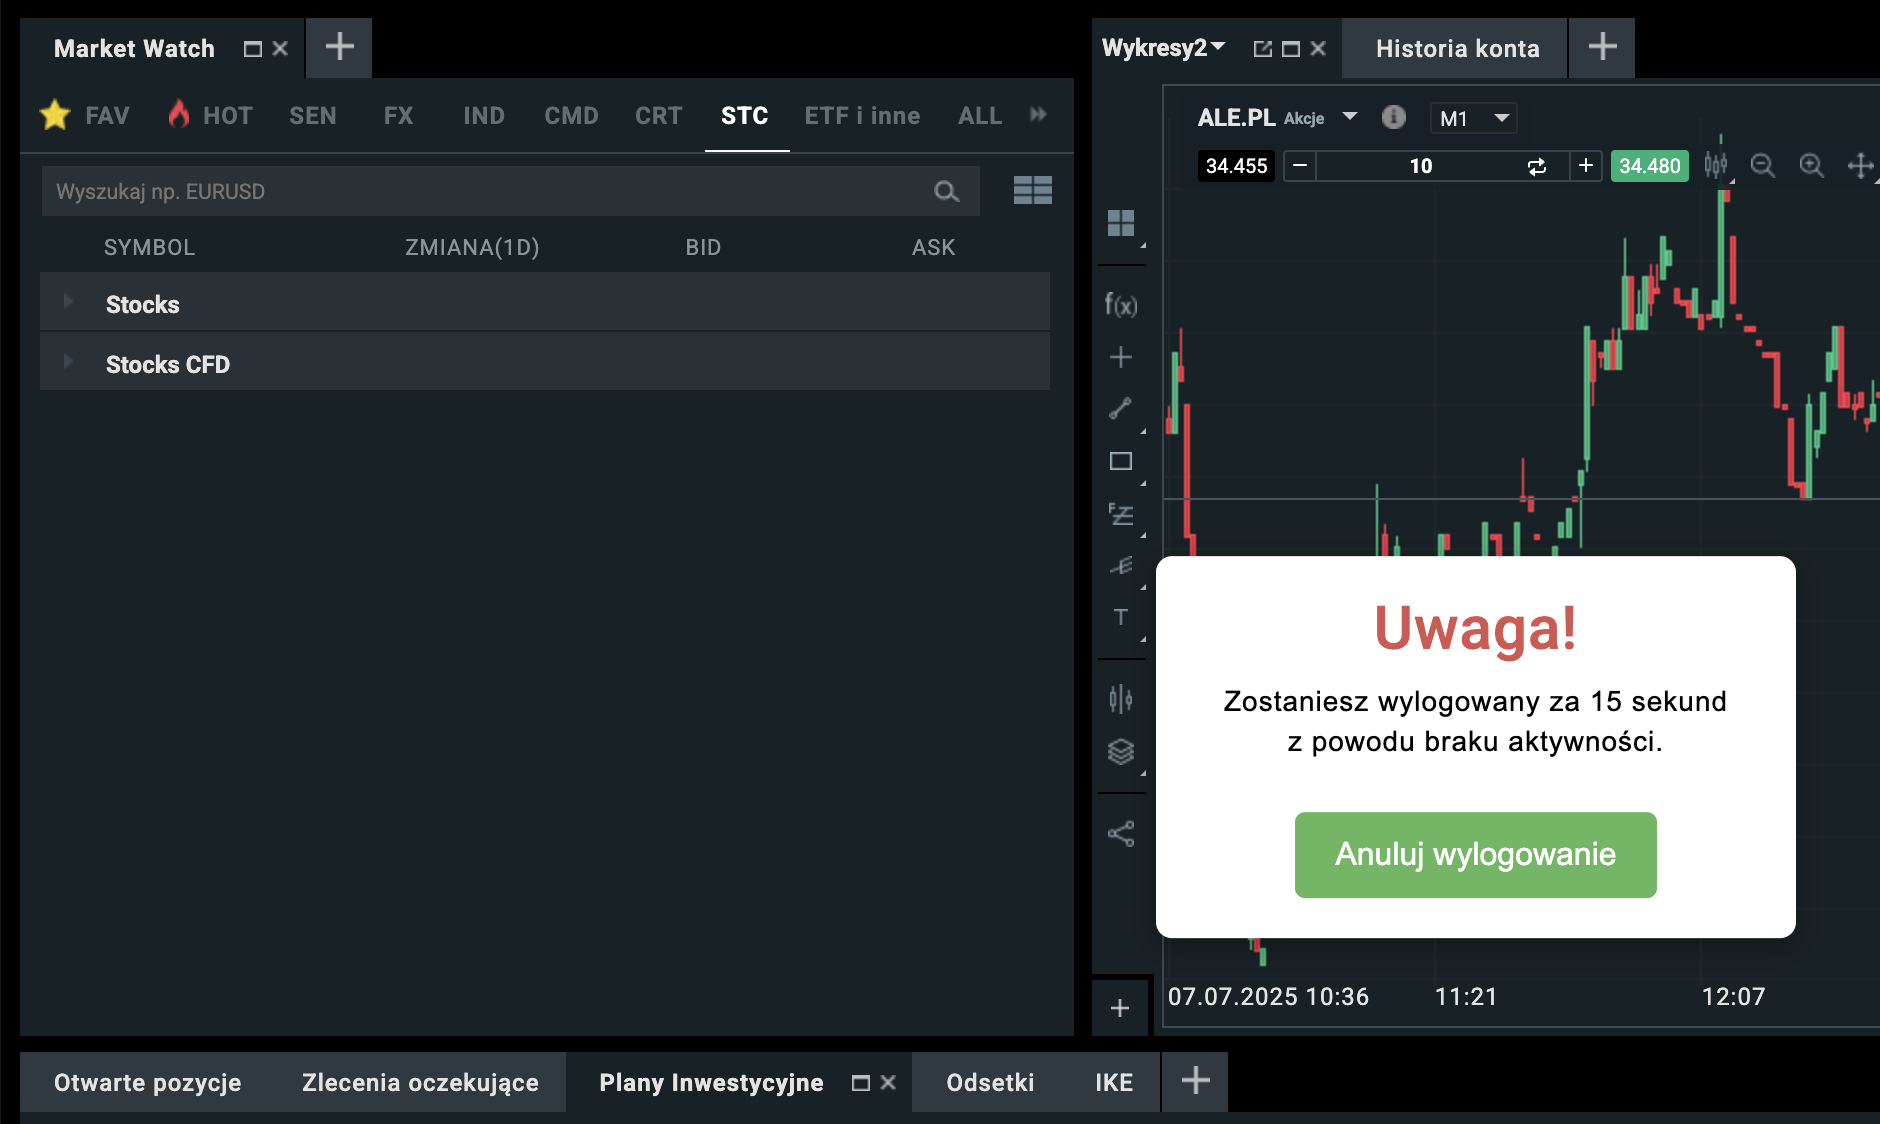 Market Watch
FAV HOT SEN FX IND CMD CRT STC ETF i inne ALL
Wyszukaj np. EURUSD
SYMBOL ZMIANA(1D) BID ASK
Stocks
Stocks CFD
Wykresy2 Historia konta
ALE.PL Akcje M1
34.455 10 34.480
f(x)
F
T
Uwaga!
Zostaniesz wylogowany za 15 sekund
z powodu braku aktywności.
Anuluj wylogowanie
07.07.2025 10:36 11:21 12:07
Otwarte pozycje Zlecenia oczekujące Plany Inwestycyjne Odsetki IKE